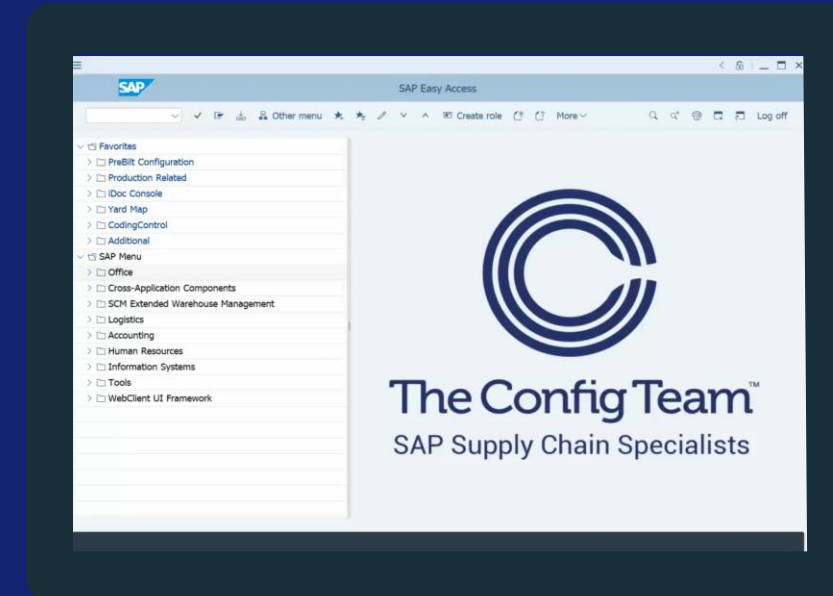 SAP
SAP Easy Access
Other menu
Create role
More
Log off
Favorites
PreBilt Configuration
Production Related
IDoc Console
Yard Map
CodingControl
Additional
SAP Menu
Office
Cross-Application Components
SCM Extended Warehouse Management
Logistics
Accounting
Human Resources
Information Systems
Tools
WebClient UI Framework
The Config Team™
SAP Supply Chain Specialists